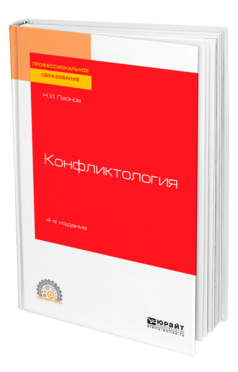 ПРОФЕССИОНАЛЬНОЕ
ОБРАЗОВАНИЕ
Н. И. Леонов
Конфликтология
4-е издание
юрайт